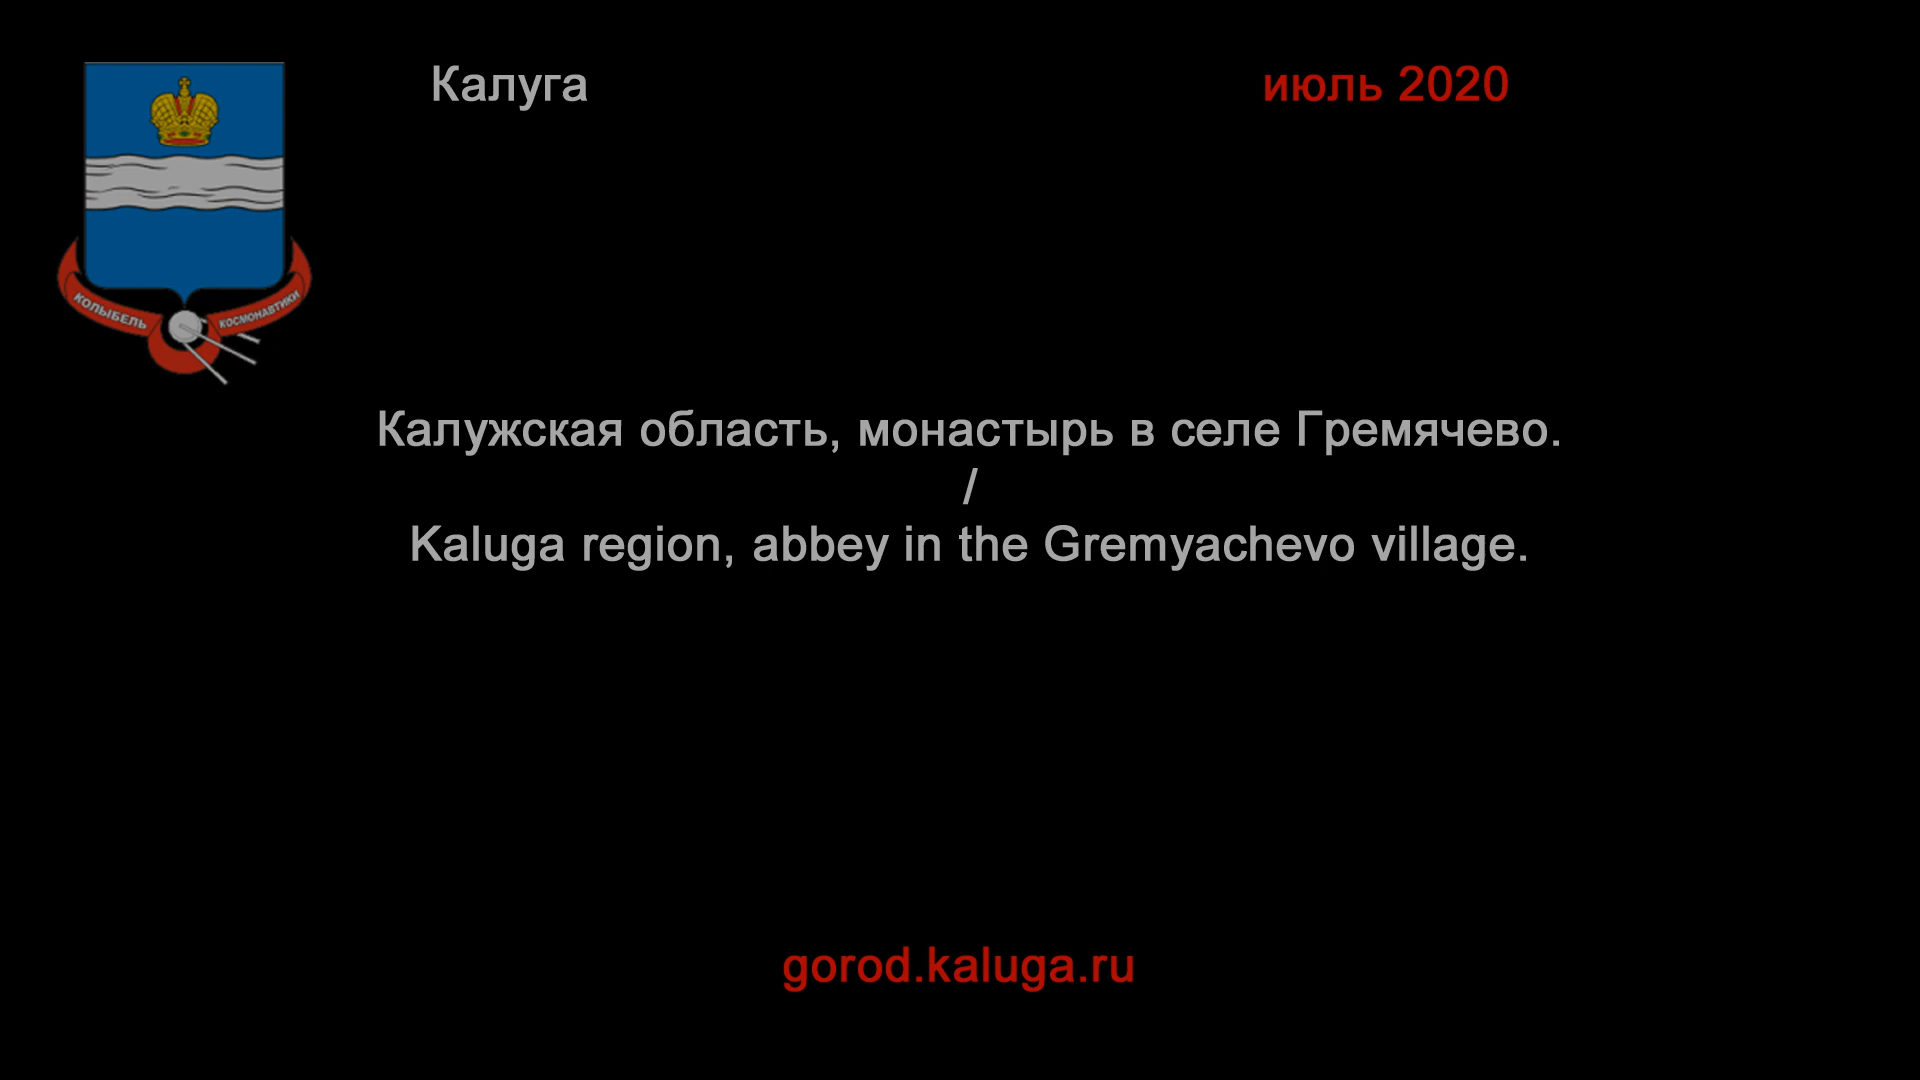 Калуга
июль 2020
КОЛЫБЕЛЬ КОСМОНАВТИКИ
Калужская область, монастырь в селе Гремячево.
/
Kaluga region, abbey in the Gremyachevo village.
gorod.kaluga.ru